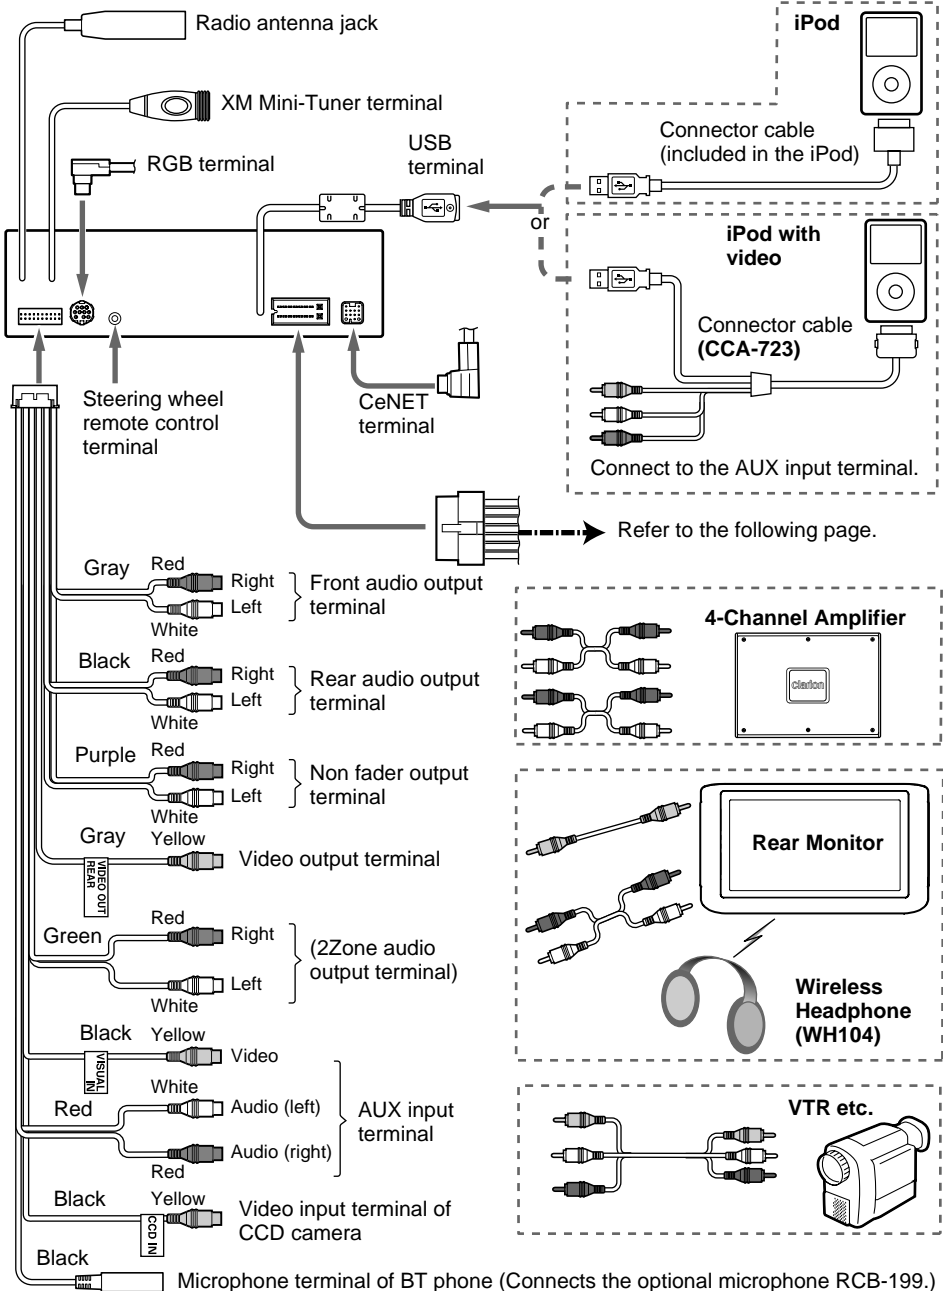 Radio antenna jack
XM Mini-Tuner terminal
RGB terminal
USB
terminal
iPod
Connector cable
(included in the iPod)
or
iPod with
video
Connector cable
(CCA-723)
Connect to the AUX input terminal.
Steering wheel
remote control
terminal
CeNET
terminal
Refer to the following page.
Gray
Red
Right
Left
White
Front audio output
terminal
Black
Red
Right
Left
White
Rear audio output
terminal
Purple
Red
Right
Left
White
Non fader output
terminal
Gray
Yellow
VIDEO OUT
REAR
Video output terminal
Green
Red
Right
Left
White
(2Zone audio
output terminal)
Black
Yellow
VISUAL
IN
Video
White
Red
Audio (left)
Audio (right)
Red
AUX input
terminal
Black
Yellow
CCD IN
Video input terminal of
CCD camera
Black
Microphone terminal of BT phone (Connects the optional microphone RCB-199.)
4-Channel Amplifier
clarion
Rear Monitor
Wireless
Headphone
(WH104)
VTR etc.